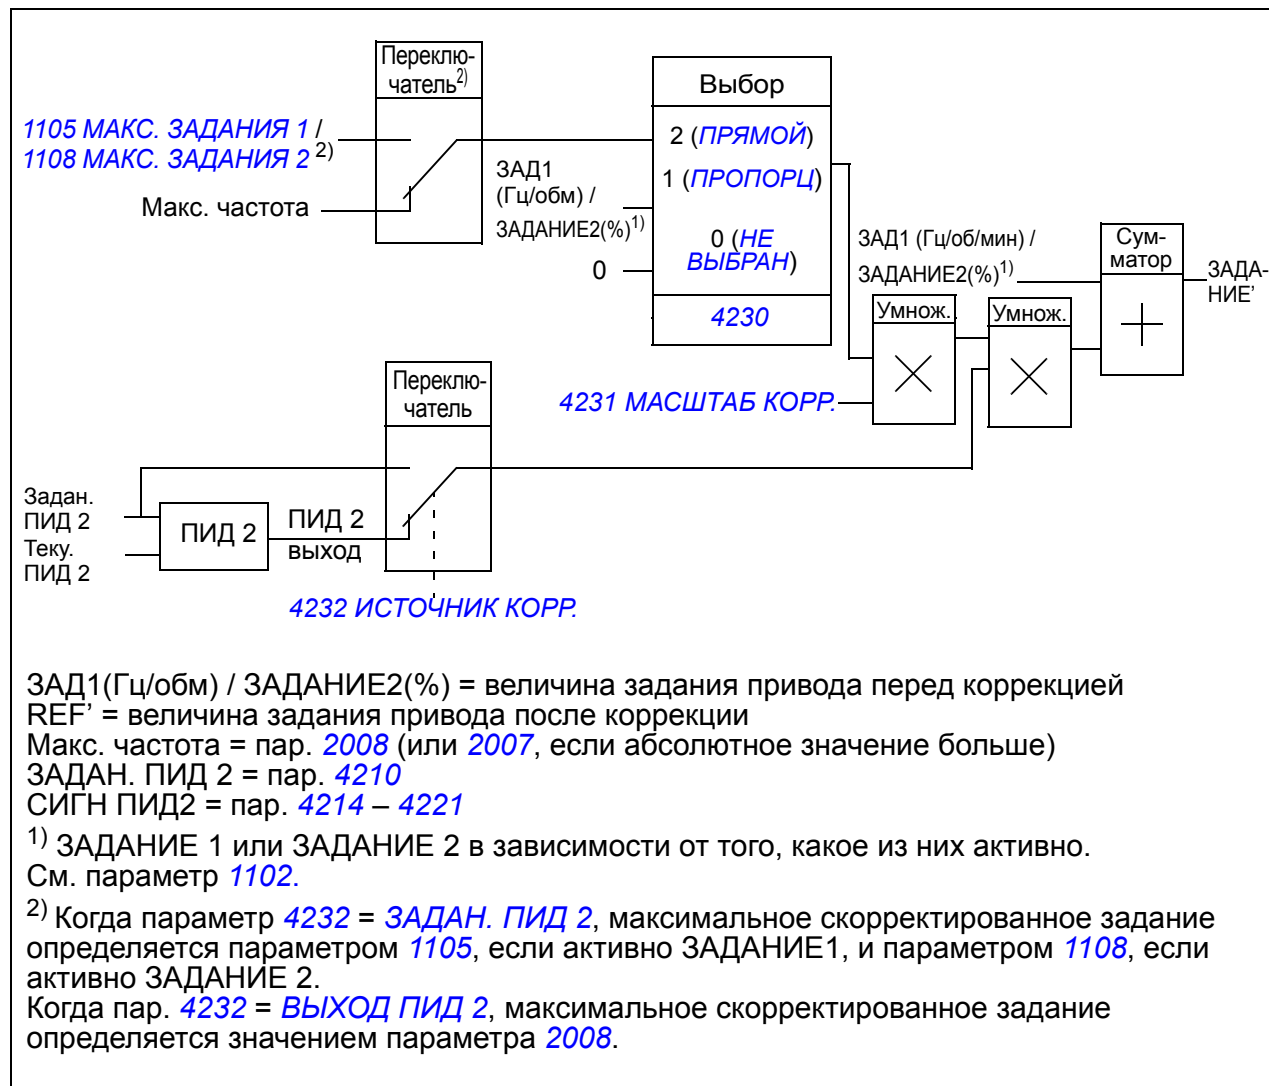 Переклю-
чатель2)
1105 МАКС. ЗАДАНИЯ 1 /
1108 МАКС. ЗАДАНИЯ 2 2)
Макс. частота
ЗАД1
(Гц/обм) /
ЗАДАНИЕ2(%)1)
0
Выбор
2 (ПРЯМОЙ)
1 (ПРОПОРЦ)
0 (НЕ
ВЫБРАН)
4230
ЗАД1 (Гц/об/мин) /
ЗАДАНИЕ2(%)1)
Сум-
матор
ЗАДА-
НИЕ’
Умнож.
Умнож.
4231 МАСШТАБ КОРР.
Переклю-
чатель
Задан.
ПИД 2
Теку.
ПИД 2
ПИД 2
ПИД 2
выход
4232 ИСТОЧНИК КОРР.
ЗАД1(Гц/обм) / ЗАДАНИЕ2(%) = величина задания привода перед коррекцией
REF’ = величина задания привода после коррекции
Макс. частота = пар. 2008 (или 2007, если абсолютное значение больше)
ЗАДАН. ПИД 2 = пар. 4210
СИГН ПИД2 = пар. 4214 – 4221
1) ЗАДАНИЕ 1 или ЗАДАНИЕ 2 в зависимости от того, какое из них активно.
См. параметр 1102.
2) Когда параметр 4232 = ЗАДАН. ПИД 2, максимальное скорректированное задание
определяется параметром 1105, если активно ЗАДАНИЕ1, и параметром 1108, если
активно ЗАДАНИЕ 2.
Когда пар. 4232 = ВЫХОД ПИД 2, максимальное скорректированное задание
определяется значением параметра 2008.